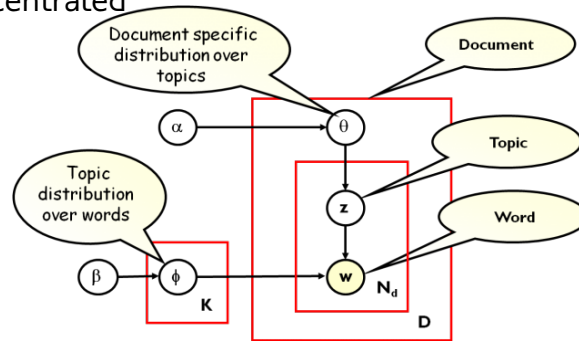 Document specific
distribution over
topics
Document
α
θ
Topic
Topic
distribution
over words
z
Word
β
ϕ
w
K
N_d
D